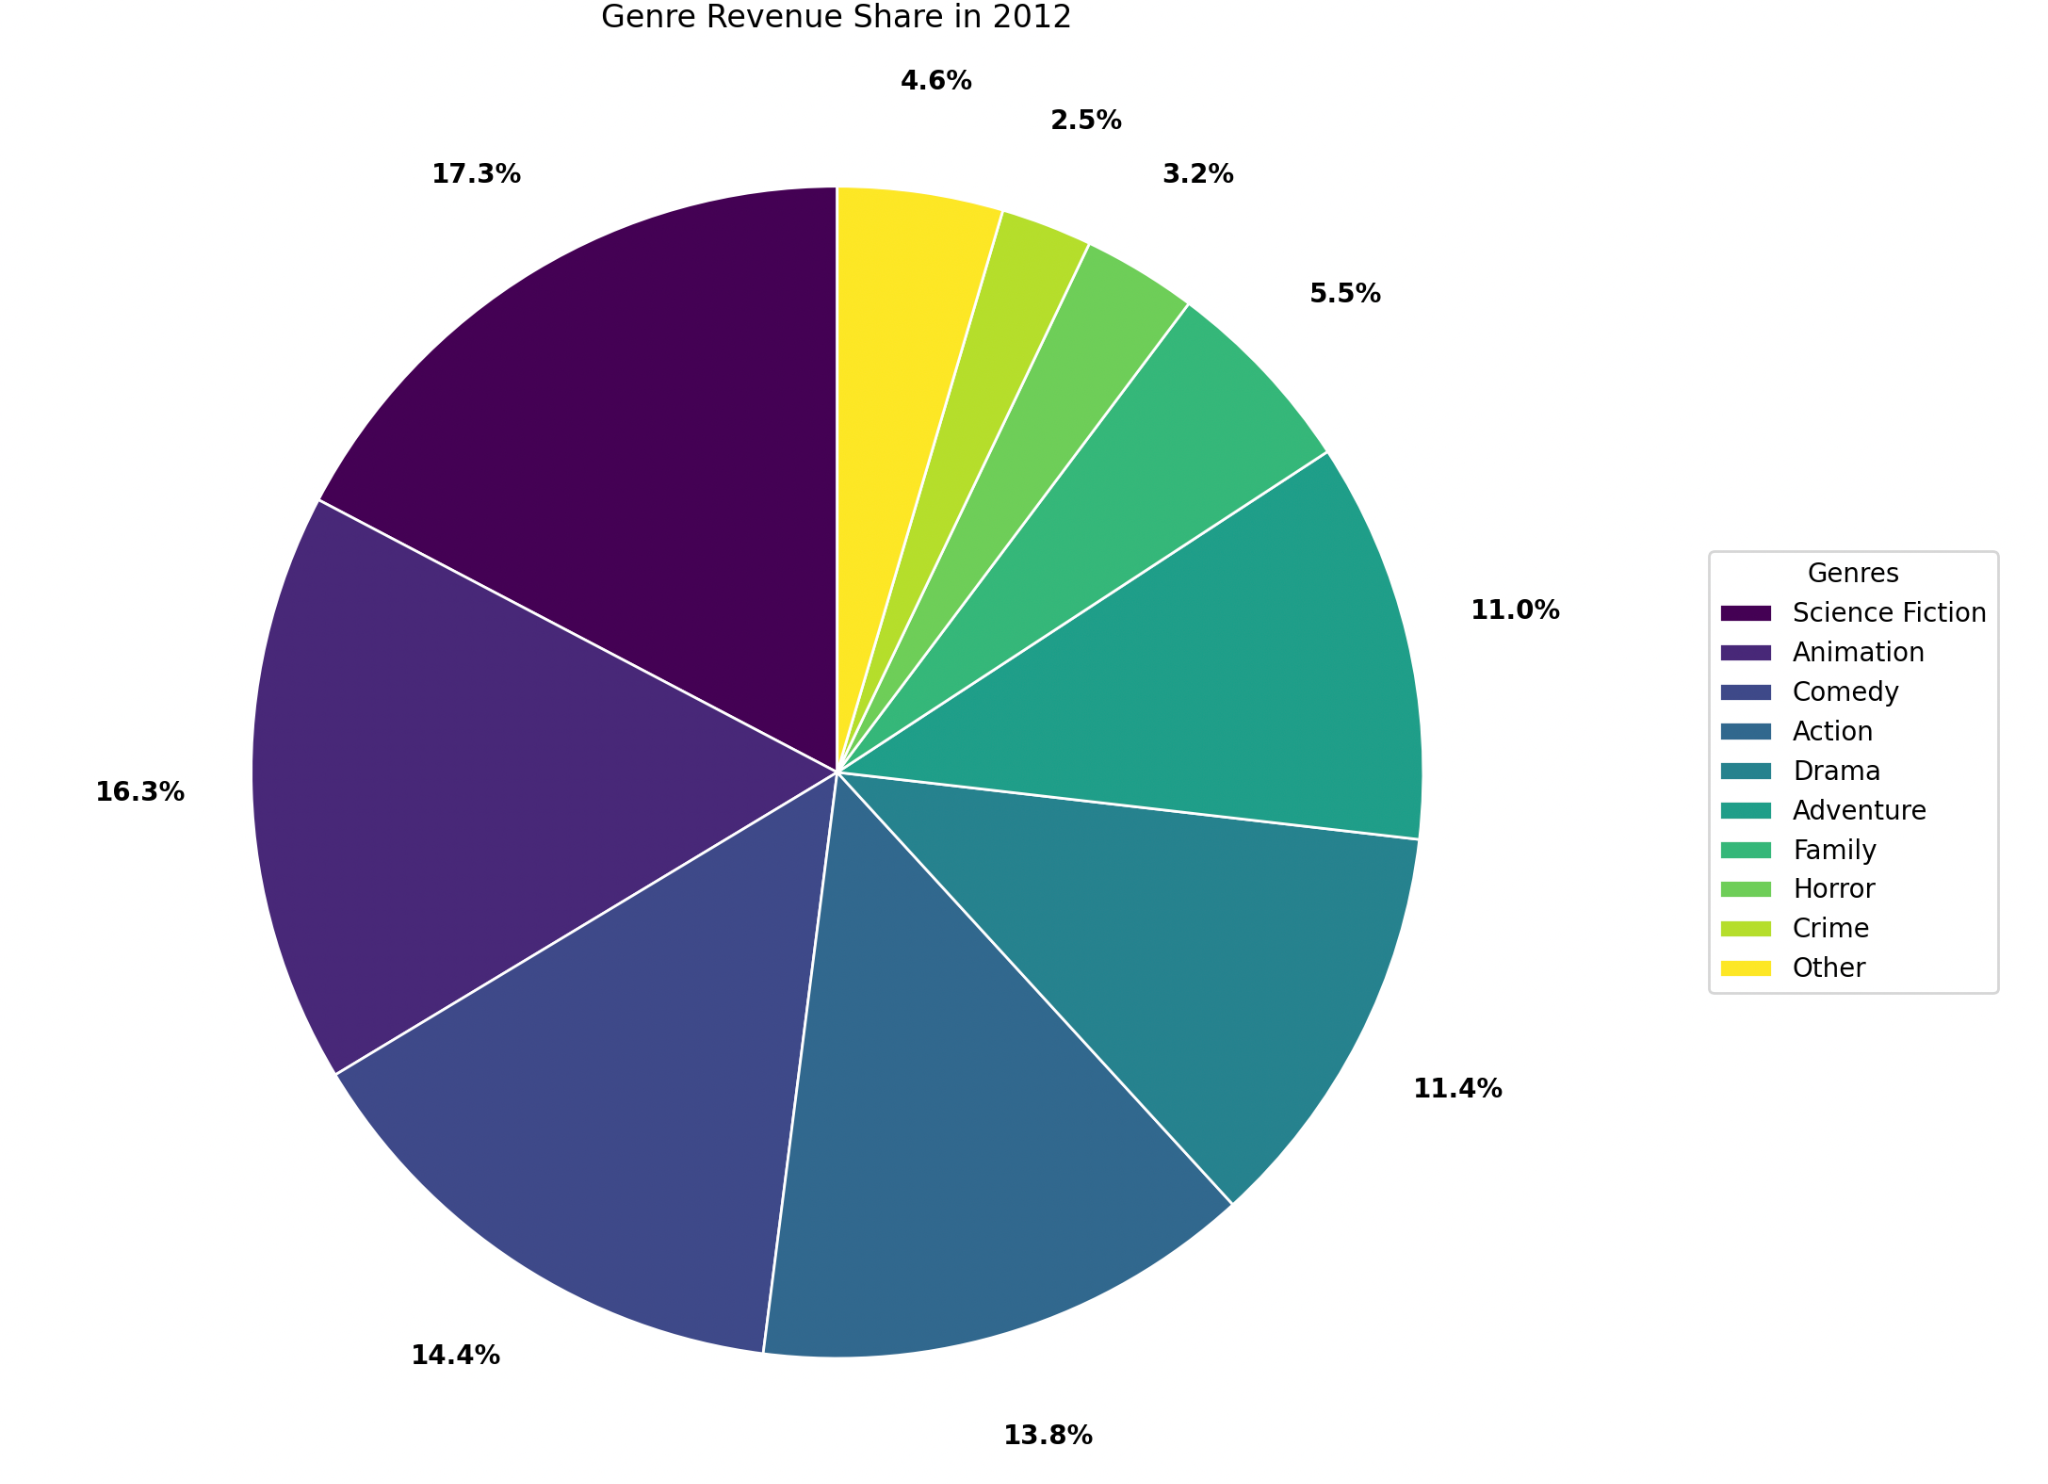 Genre Revenue Share in 2012
4.6%
2.5%
3.2%
17.3%
5.5%
11.0%
16.3%
11.4%
14.4%
13.8%
Genres
Science Fiction
Animation
Comedy
Action
Drama
Adventure
Family
Horror
Crime
Other